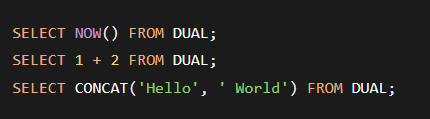 SELECT NOW() FROM DUAL;
SELECT 1 + 2 FROM DUAL;
SELECT CONCAT('Hello', ' World') FROM DUAL;